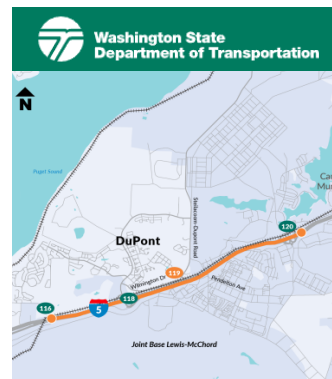 Washington State
Department of Transportation
N
Puget Sound
DuPont
Steilacoom-Dupont Road
120
119
Wilmington Dr
Pendleton Ave
118
116
5
Joint Base Lewis-McChord